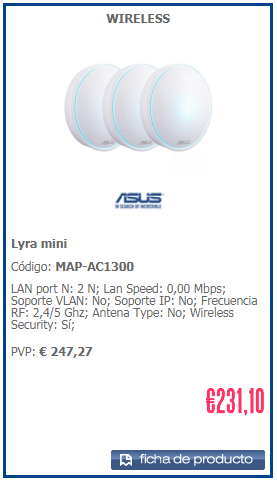 WIRELESS
ASUS
IN SEARCH OF INCREDIBLE
Lyra mini
Código: MAP-AC1300
LAN port N: 2 N; Lan Speed: 0,00 Mbps;
Soporte VLAN: No; Soporte IP: No; Frecuencia
RF: 2,4/5 Ghz; Antena Type: No; Wireless
Security: Sí;
PVP: € 247,27
€231,10
ficha de producto